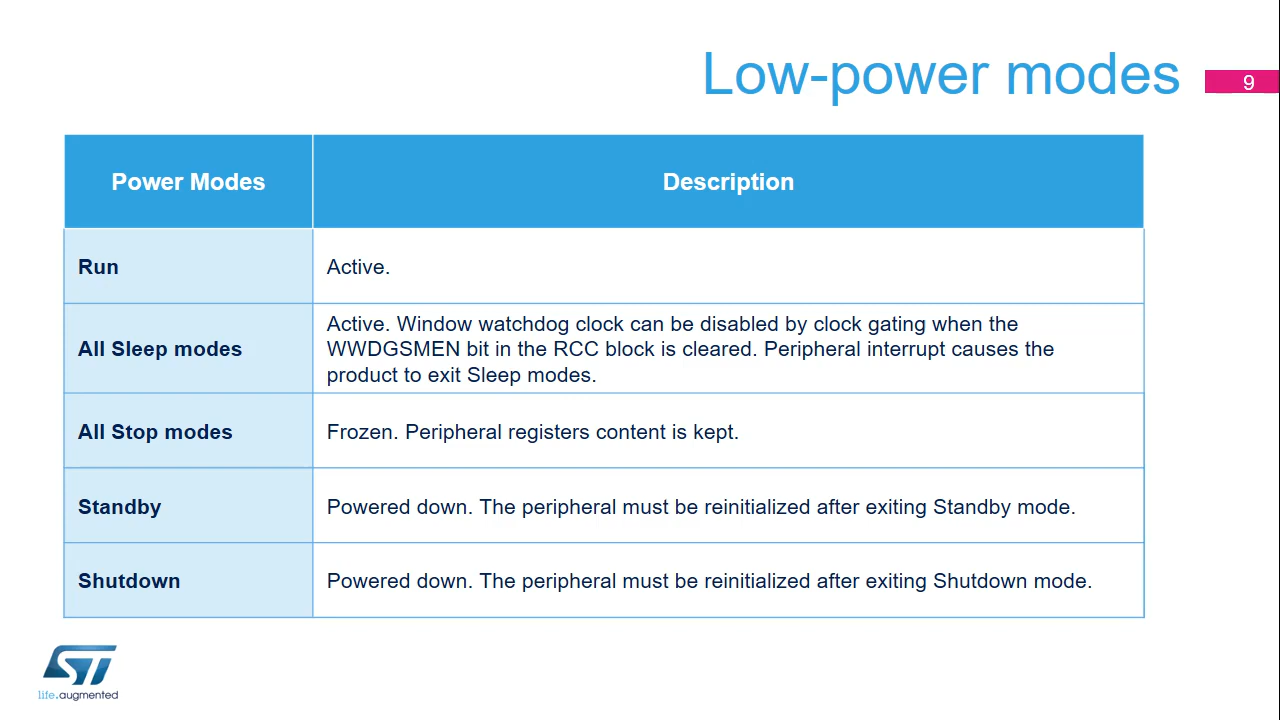 Low-power modes
9
Power Modes
Description
Run
Active.
All Sleep modes
Active. Window watchdog clock can be disabled by clock gating when the
WWDGSMEN bit in the RCC block is cleared. Peripheral interrupt causes the
product to exit Sleep modes.
All Stop modes
Frozen. Peripheral registers content is kept.
Standby
Powered down. The peripheral must be reinitialized after exiting Standby mode.
Shutdown
Powered down. The peripheral must be reinitialized after exiting Shutdown mode.
ST
life.augmented